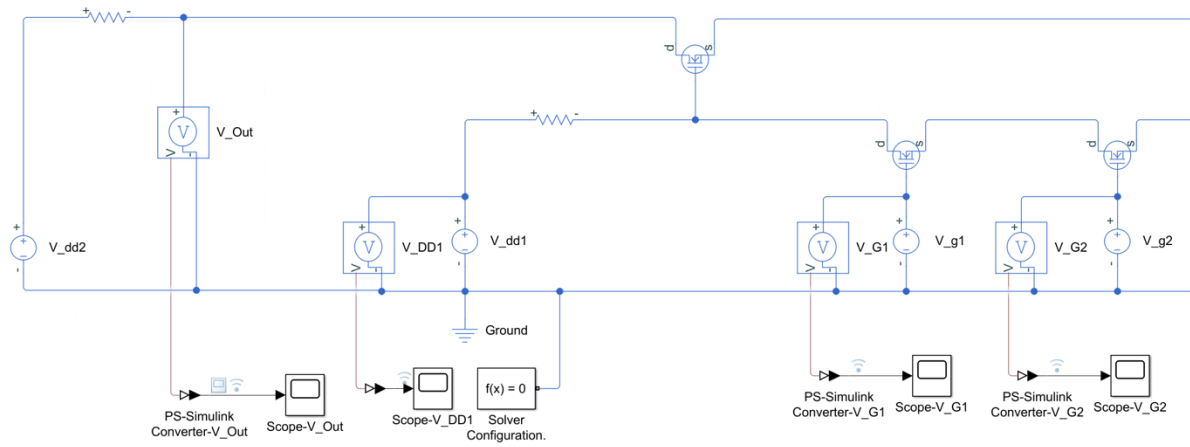 +
-
d
s
+
V
-
V_Out
+
-
d
s
d
s
+
-
V_dd2
+
V
-
V_DD1
+
-
V_dd1
+
V
-
V_G1
+
-
V_g1
+
V
-
V_G2
+
-
V_g2
Ground
f(x) = 0
PS-Simulink
Converter-V_Out
Scope-V_Out
Scope-V_DD1
Solver
Configuration.
PS-Simulink
Converter-V_G1
Scope-V_G1
PS-Simulink
Converter-V_G2
Scope-V_G2